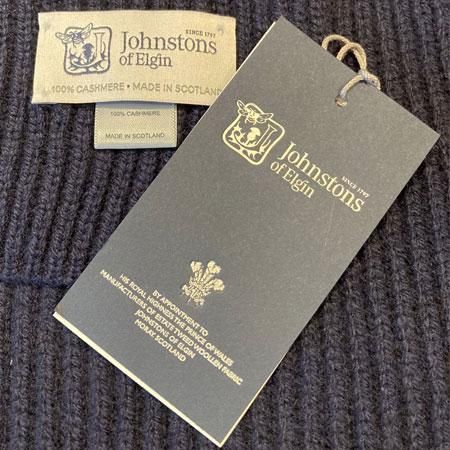 SINCE 1797
Johnstons
of Elgin
100% CASHMERE • MADE IN SCOTLAND
100% CASHMERE
MADE IN SCOTLAND
Johnstons
of Elgin
SINCE 1797
BY APPOINTMENT TO
HIS ROYAL HIGHNESS THE PRINCE OF WALES
MANUFACTURERS OF ESTATE TWEED WOOLLEN FABRIC
JOHNSTONS OF ELGIN
MORAY SCOTLAND